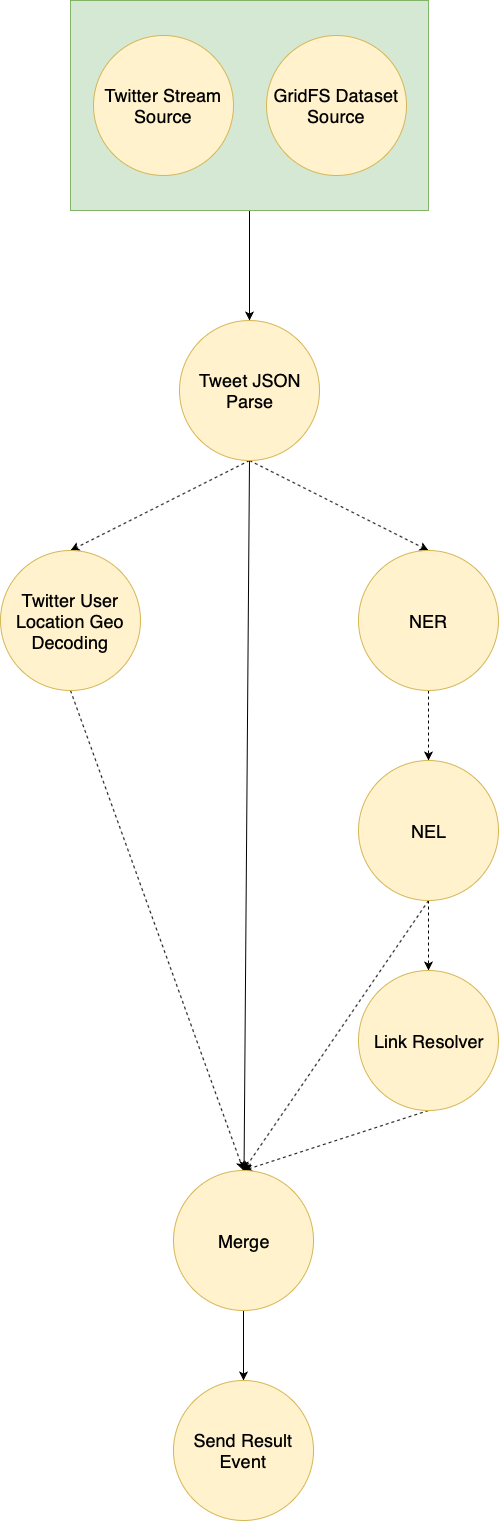 Twitter Stream
Source
GridFS Dataset
Source
Tweet JSON
Parse
Twitter User
Location Geo
Decoding
NER
NEL
Link Resolver
Merge
Send Result
Event